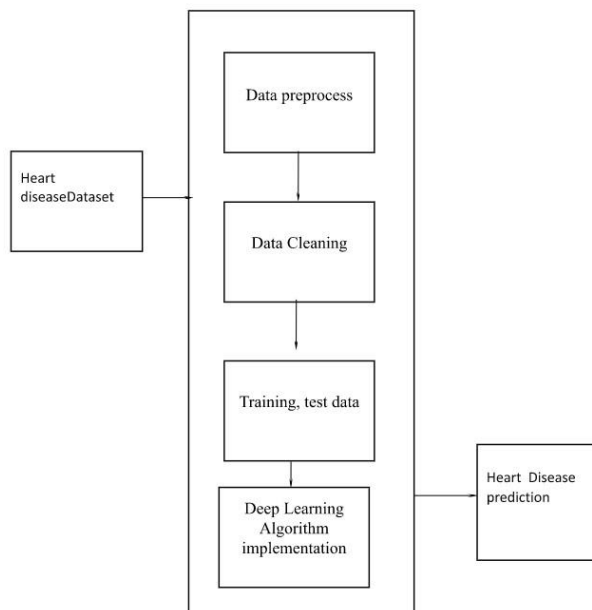 Data preprocess
Heart
diseaseDataset
Data Cleaning
Training, test data
Heart Disease
prediction
Deep Learning
Algorithm
implementation